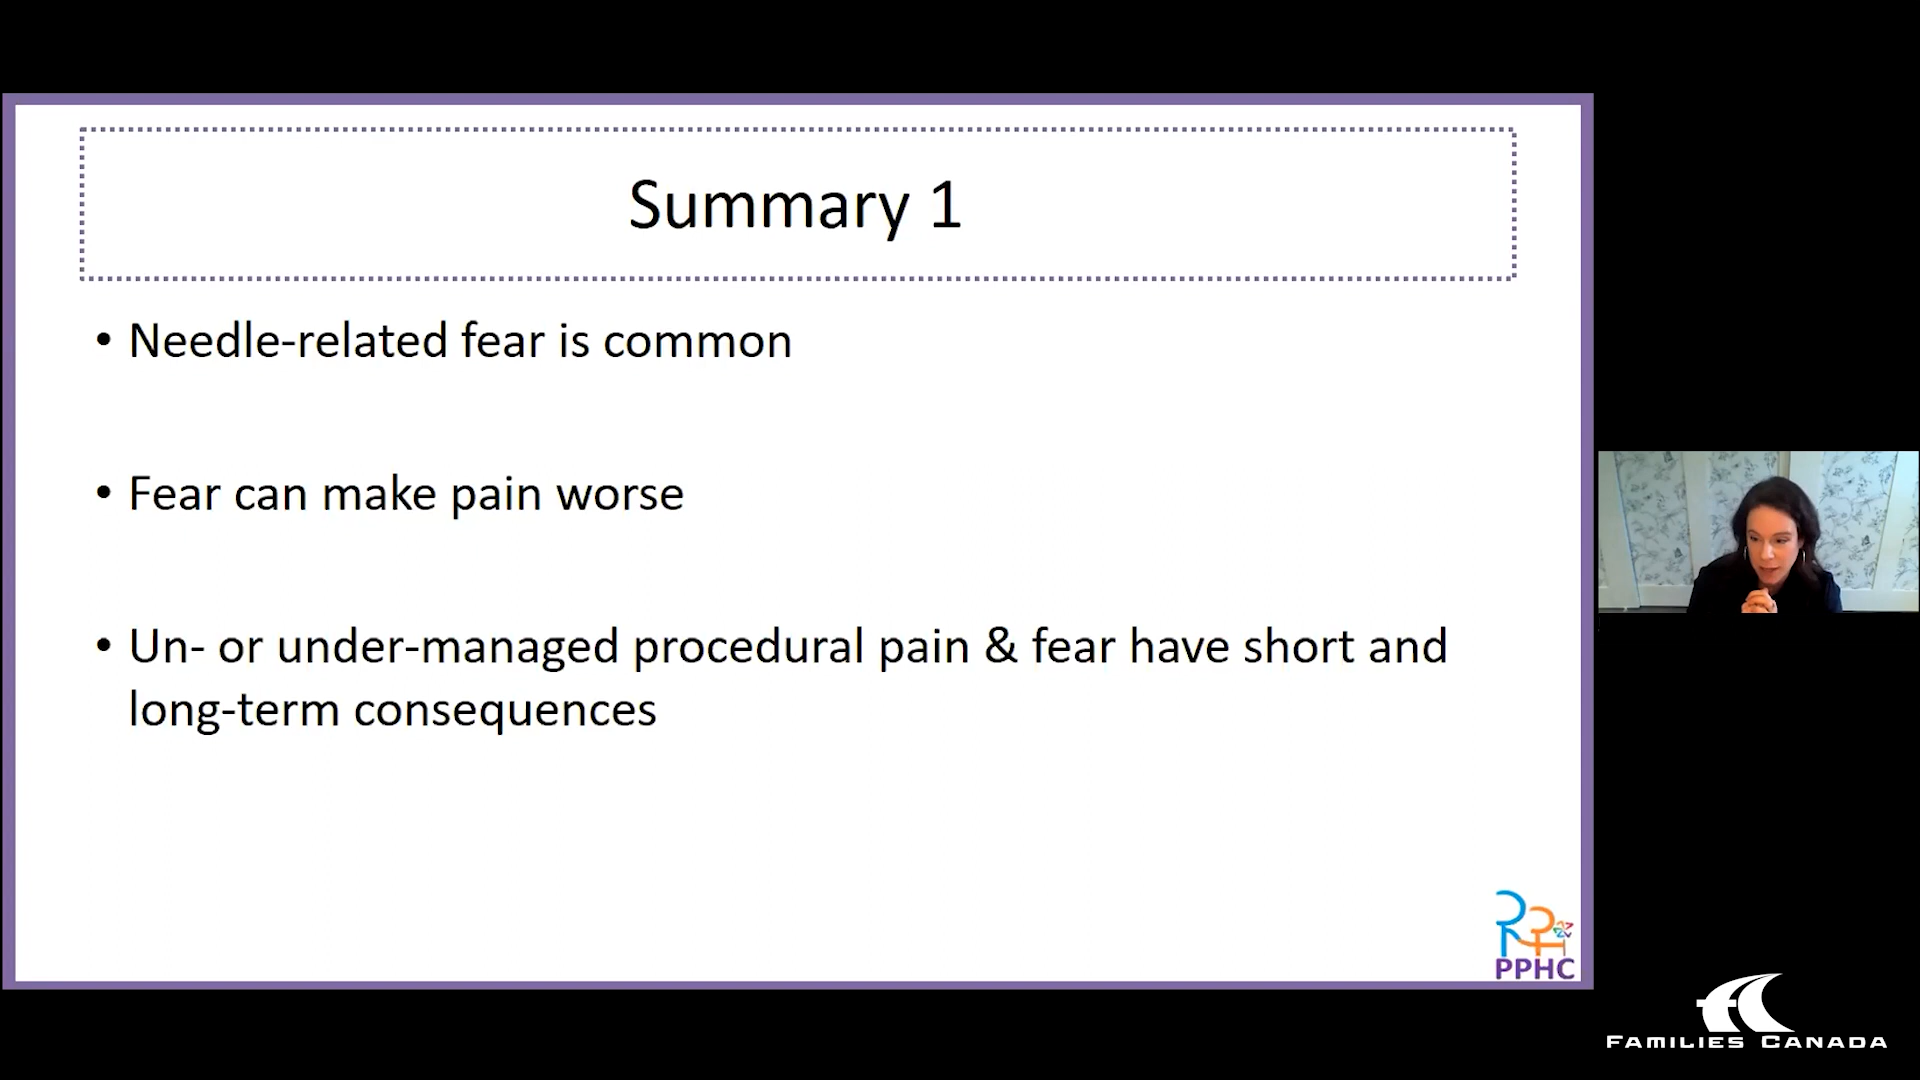 Summary 1
• Needle-related fear is common
• Fear can make pain worse
• Un- or under-managed procedural pain & fear have short and
long-term consequences
PPHC
FAMILIES CANADA